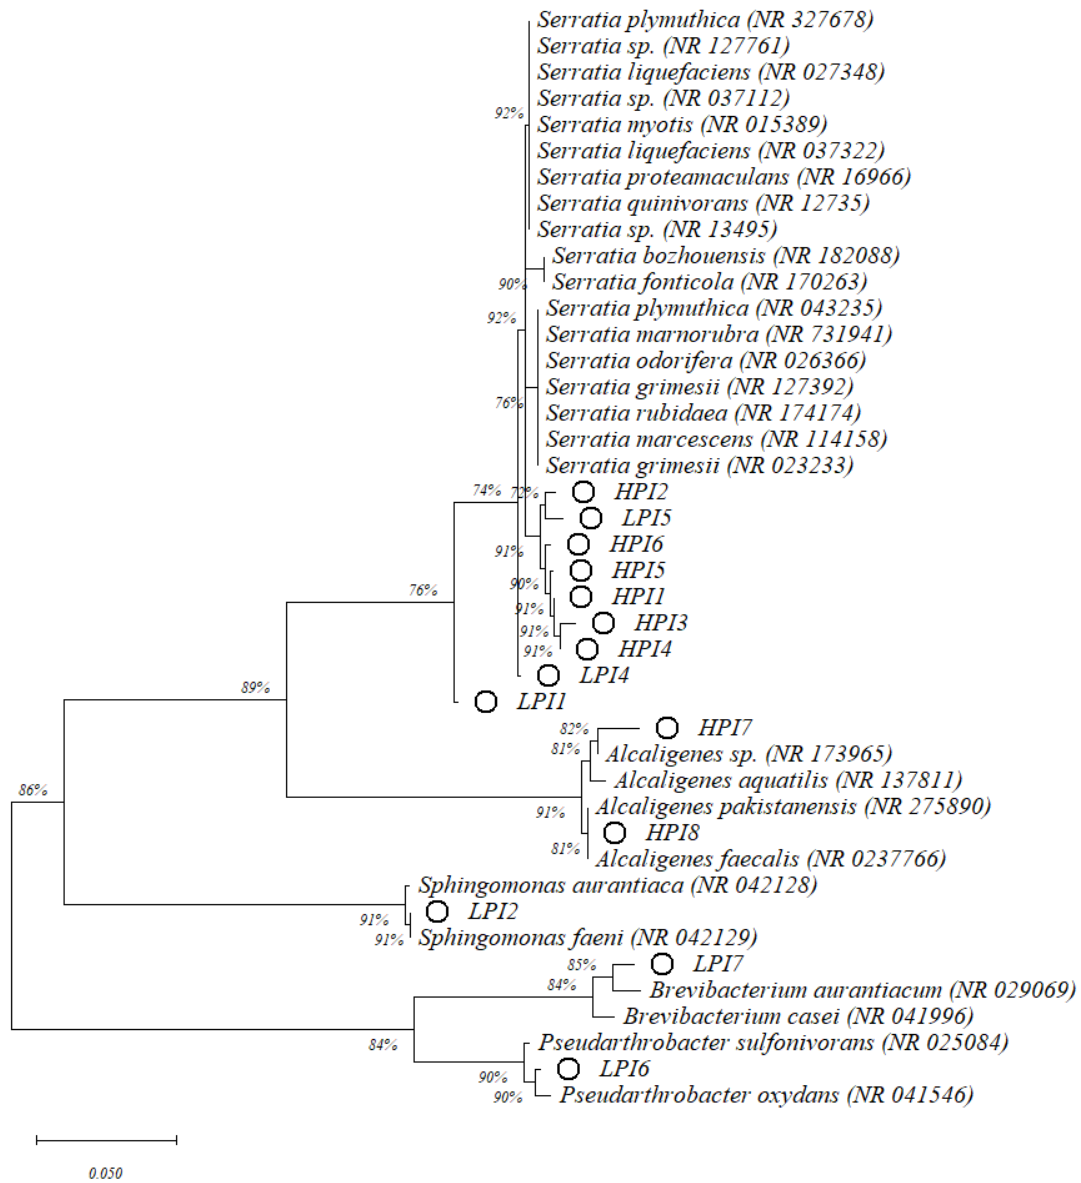 Serratia plymuthica (NR 327678)
Serratia sp. (NR 127761)
Serratia liquefaciens (NR 027348)
Serratia sp. (NR 037112)
92%
Serratia myotis (NR 015389)
Serratia liquefaciens (NR 037322)
Serratia proteamaculans (NR 16966)
Serratia quinivorans (NR 12735)
Serratia sp. (NR 13495)
Serratia bozhouensis (NR 182088)
90%
Serratia fonticola (NR 170263)
Serratia plymuthica (NR 043235)
92%
Serratia marnorubra (NR 731941)
Serratia odorifera (NR 026366)
Serratia grimesii (NR 127392)
76%
Serratia rubidaea (NR 174174)
Serratia marcescens (NR 114158)
Serratia grimesii (NR 023233)
74% 72% HPI2
LPI5
91%
HPI6
HPI5
90%
HPI1
91%
HPI3
91%
HPI4
91%
LPI4
76%
89%
LPI1
82%
HPI7
81%
Alcaligenes sp. (NR 173965)
Alcaligenes aquatilis (NR 137811)
86%
Alcaligenes pakistanensis (NR 275890)
91%
HPI8
81%
Alcaligenes faecalis (NR 0237766)
Sphingomonas aurantiaca (NR 042128)
LPI2
91%
91%
Sphingomonas faeni (NR 042129)
85%
LPI7
84%
Brevibacterium aurantiacum (NR 029069)
Brevibacterium casei (NR 041996)
84%
Pseudarthrobacter sulfonivorans (NR 025084)
LPI6
90%
90%
Pseudarthrobacter oxydans (NR 041546)
0.050